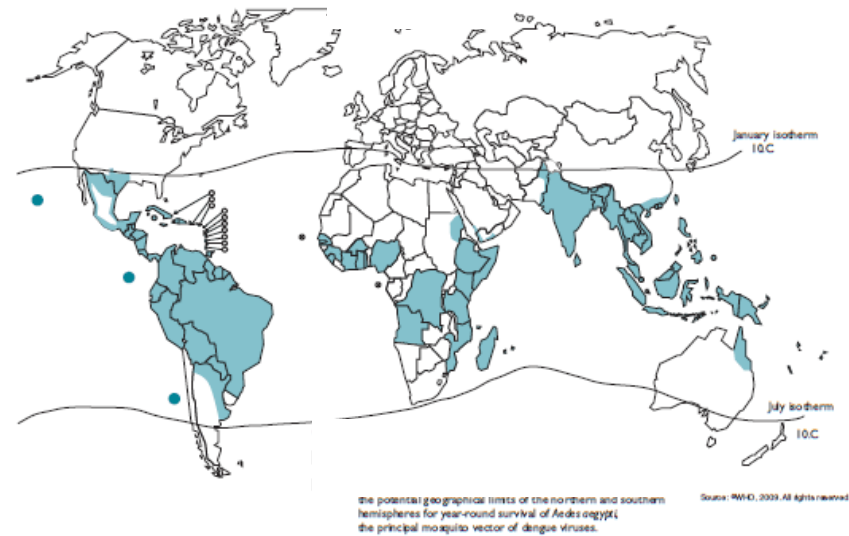 January isotherm
10.C
July isotherm
10.C
the potential geographical limits of the northern and southern
hemispheres for year-round survival of Aedes aegypti,
the principal mosquito vector of dengue viruses.
Source: ©WHO, 2009. All rights reserved